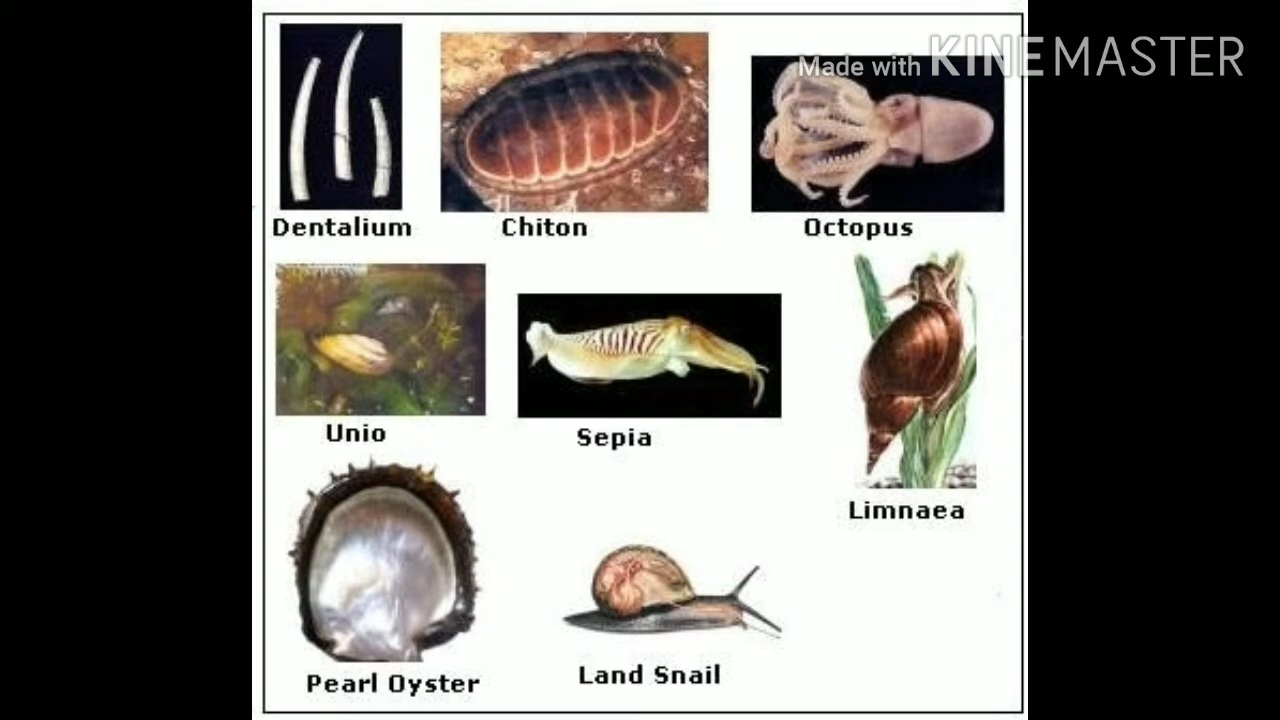 Made with KINEMASTER
Dentalium
Chiton
Octopus
Unio
Sepia
Limnaea
Pearl Oyster
Land Snail